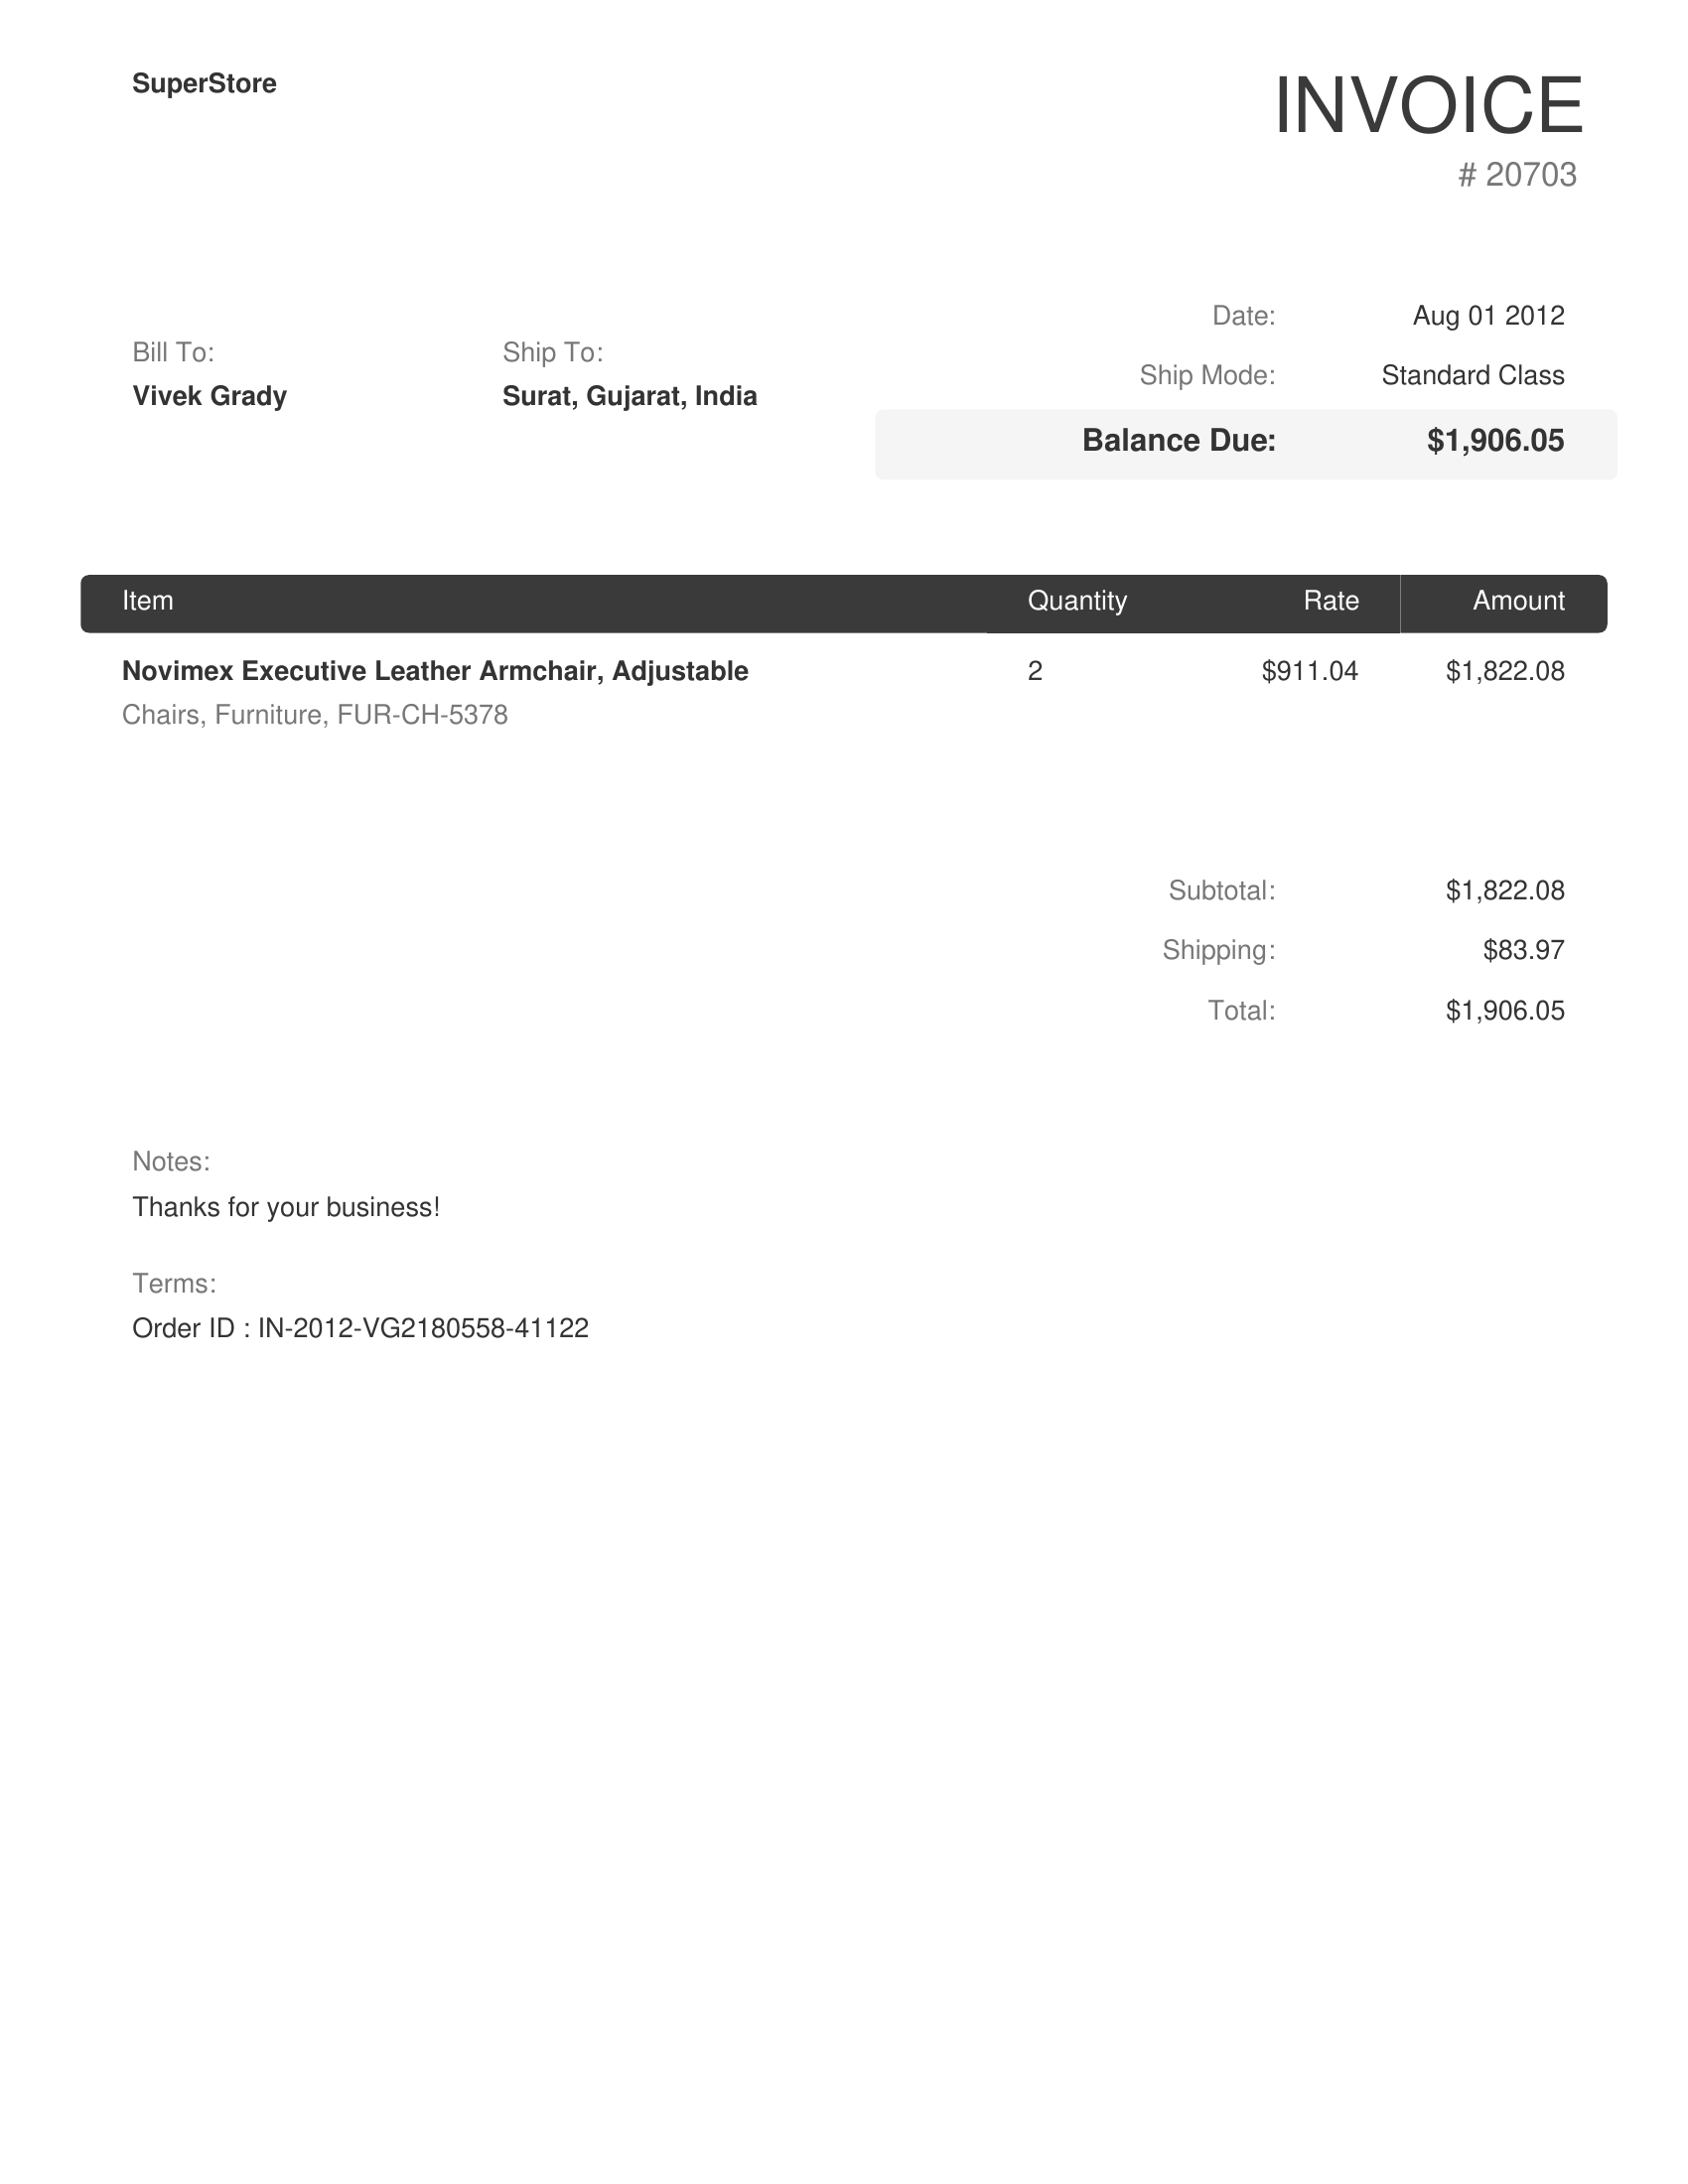 SuperStore
INVOICE
# 20703
Date: Aug 01 2012
Ship Mode: Standard Class
Balance Due: $1,906.05
Bill To:
Vivek Grady
Ship To:
Surat, Gujarat, India
Item Quantity Rate Amount
Novimex Executive Leather Armchair, Adjustable 2 $911.04 $1,822.08
Chairs, Furniture, FUR-CH-5378
Subtotal: $1,822.08
Shipping: $83.97
Total: $1,906.05
Notes:
Thanks for your business!
Terms:
Order ID : IN-2012-VG2180558-41122